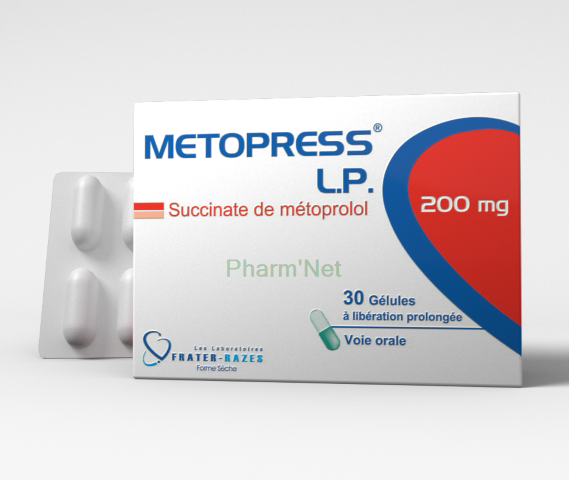 METOPRESS®
L.P.
Succinate de métoprolol
200 mg
Pharm'Net
30 Gélules
à libération prolongée
Voie orale
Les Laboratoires
FRATER-RAZES
Forme Sèche